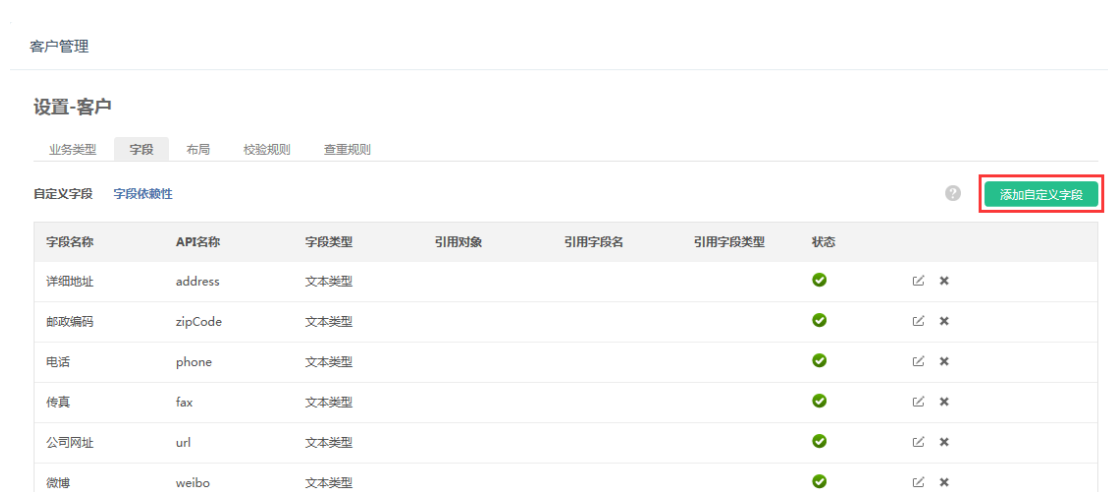 客户管理
设置-客户
业务类型 字段 布局 校验规则 查重规则
自定义字段 字段依赖性 ? 添加自定义字段
字段名称 API名称 字段类型 引用对象 引用字段名 引用字段类型 状态
详细地址 address 文本类型
邮政编码 zipCode 文本类型
电话 phone 文本类型
传真 fax 文本类型
公司网址 url 文本类型
微博 weibo 文本类型